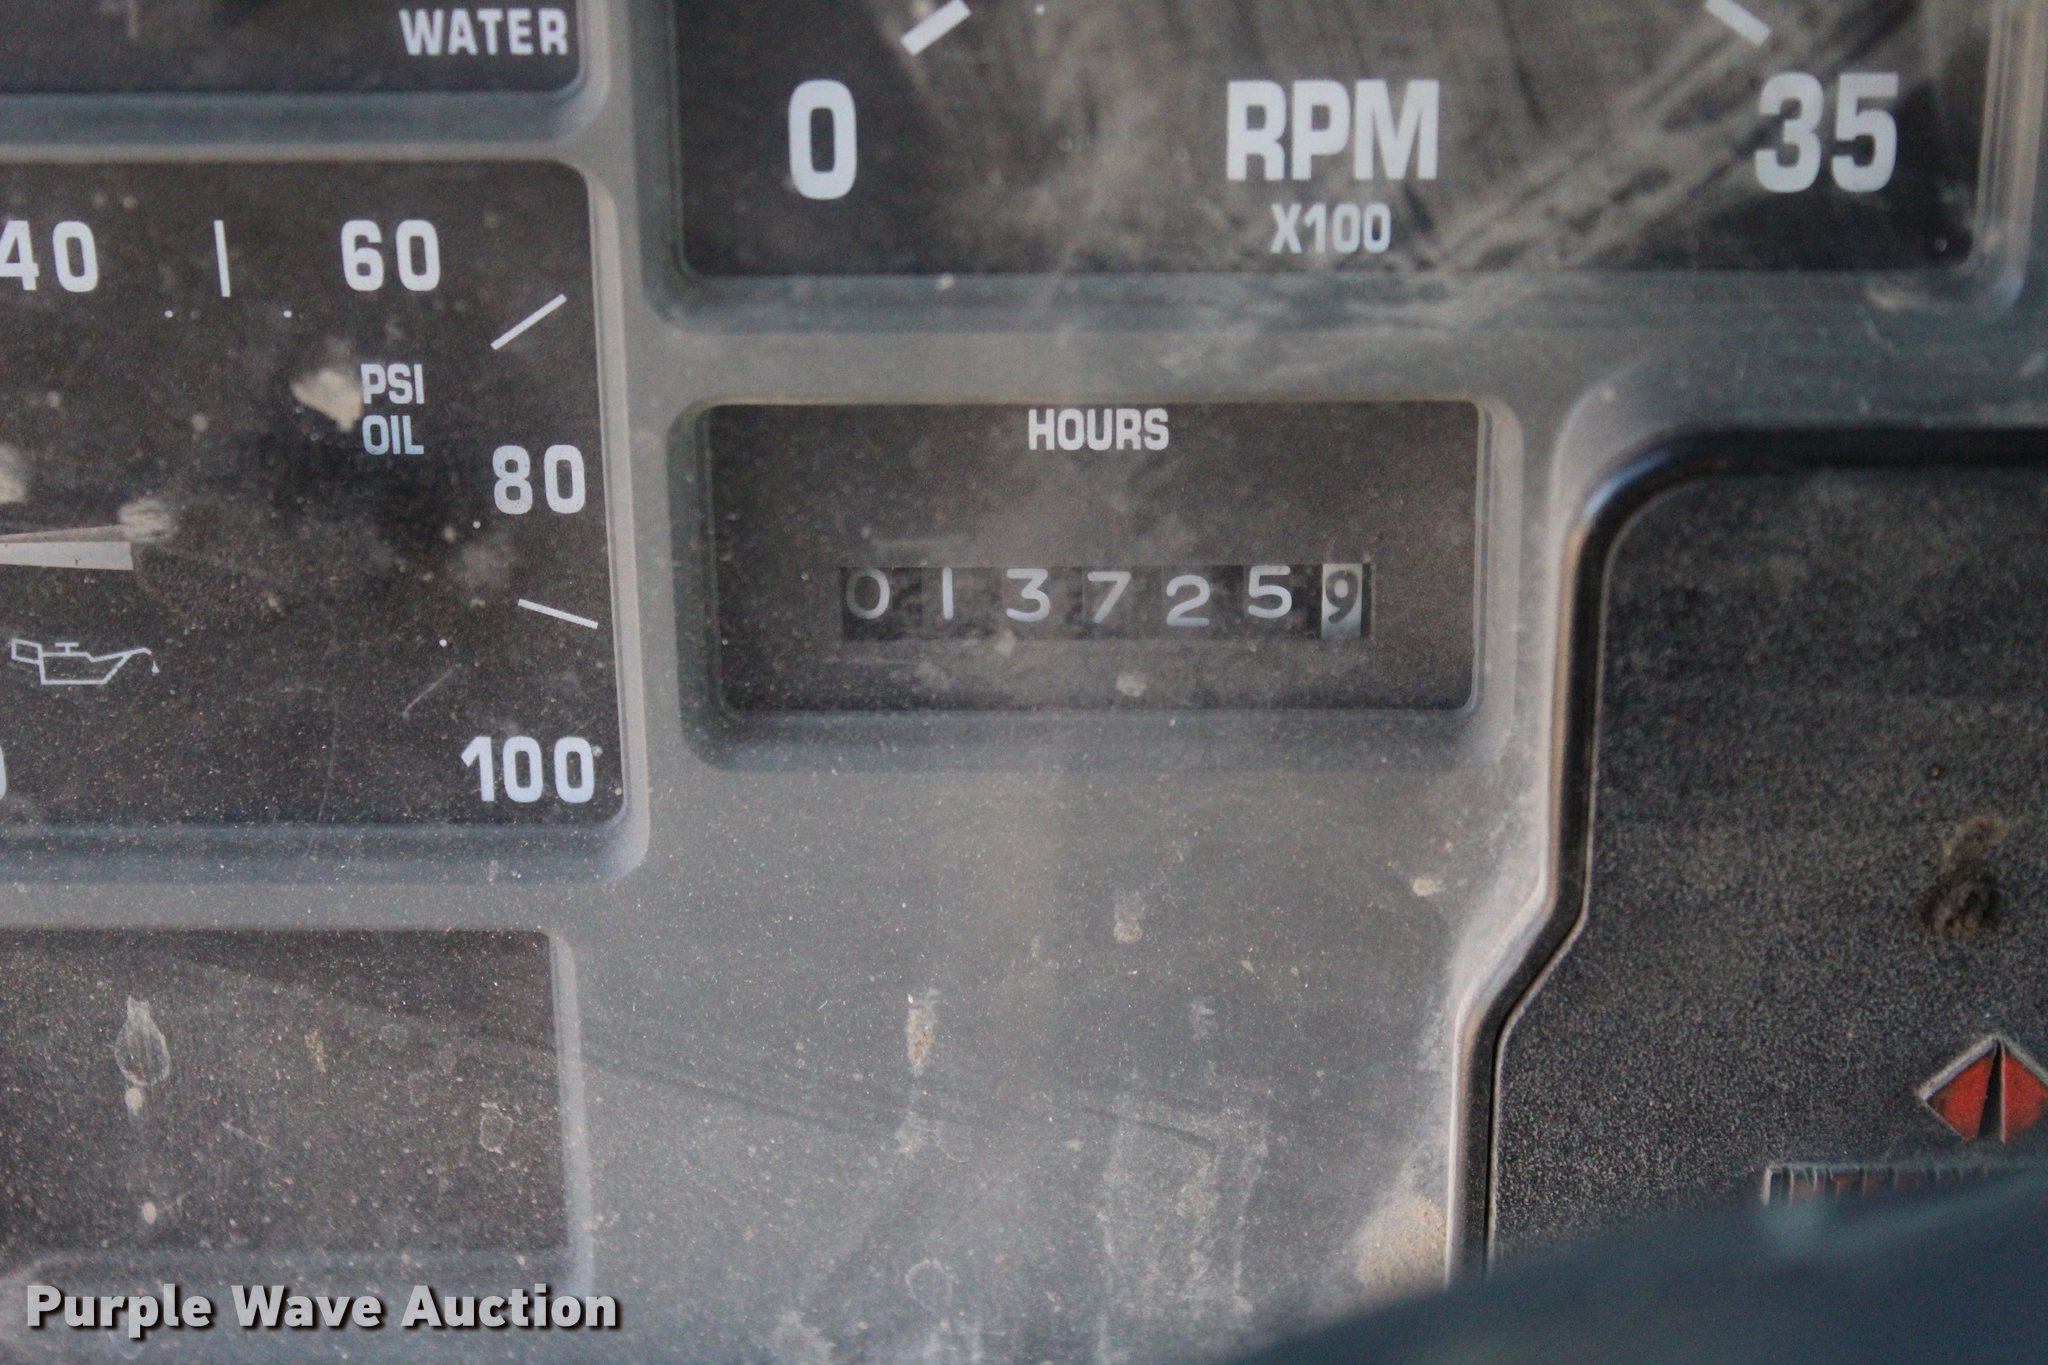 WATER
0
RPM
X100
35
40 60
PSI
OIL
80
100
HOURS
0137259
Purple Wave Auction